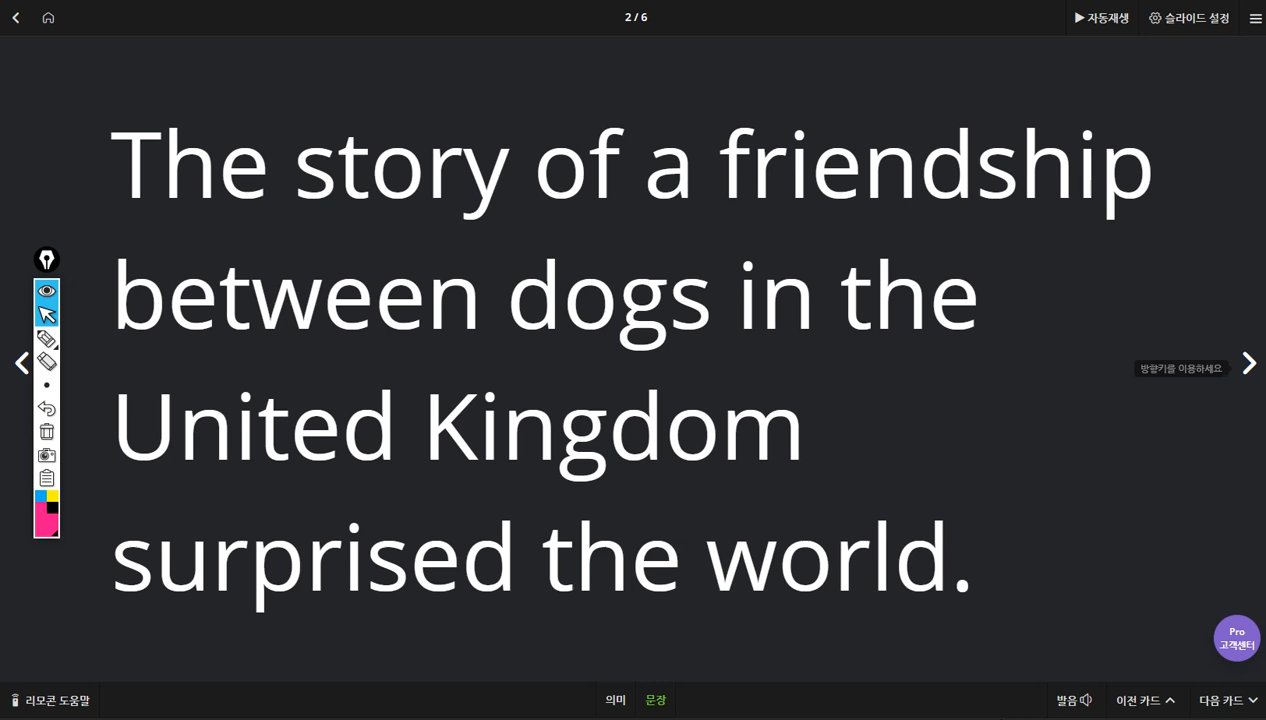 2 / 6
자동재생
슬라이드 설정
The story of a friendship
between dogs in the
United Kingdom
surprised the world.
방향키를 이용하세요
Pro
고객센터
리모콘 도움말
의미
문장
발음
이전 카드
다음 카드